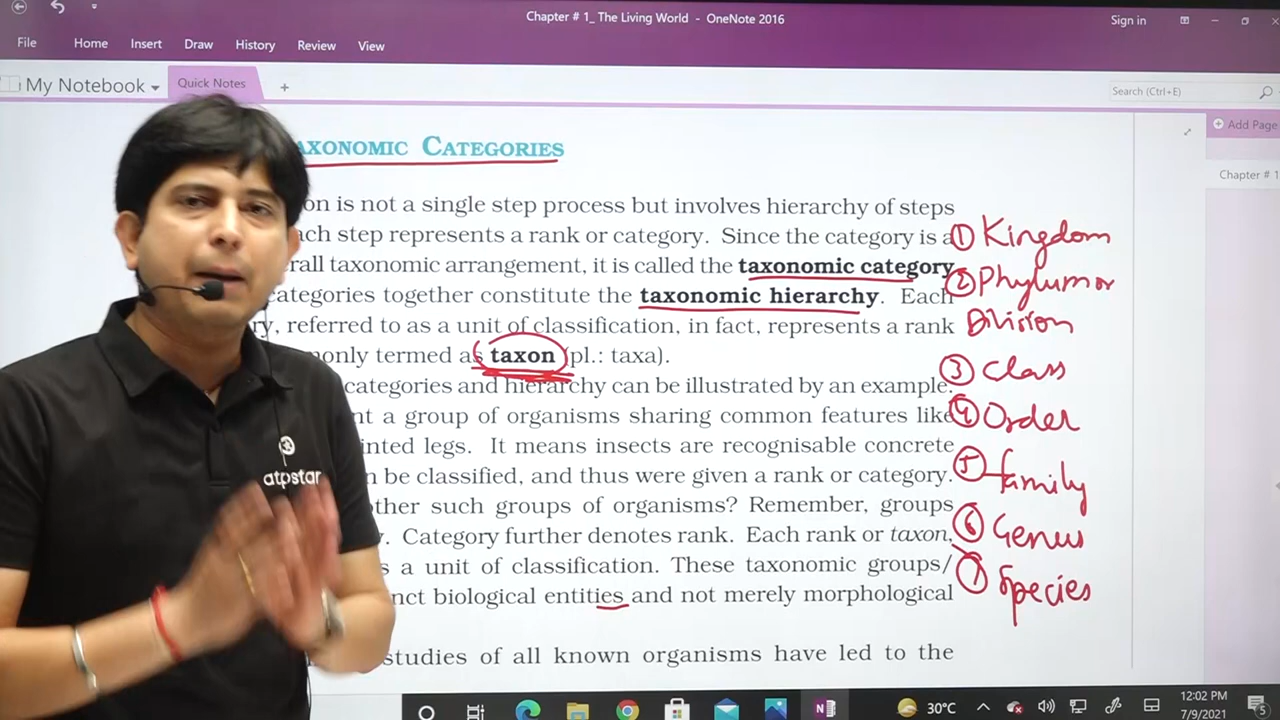 Chapter # 1_ The Living World - OneNote 2016
Sign in
File Home Insert Draw History Review View
My Notebook
Quick Notes
+
Search (Ctrl+E)
Add Page
Chapter # 1
AXONOMIC CATEGORIES
on is not a single step process but involves hierarchy of steps
ach step represents a rank or category. Since the category is a
rall taxonomic arrangement, it is called the taxonomic category
categories together constitute the taxonomic hierarchy. Each
ry, referred to as a unit of classification, in fact, represents a rank
monly termed as taxon (pl.: taxa).
categories and hierarchy can be illustrated by an example.
nt a group of organisms sharing common features like
inted legs. It means insects are recognisable concrete
n be classified, and thus were given a rank or category.
other such groups of organisms? Remember, groups
. Category further denotes rank. Each rank or taxon,
s a unit of classification. These taxonomic groups/
nct biological entities and not merely morphological
studies of all known organisms have led to the
① Kingdom
② Phylum or
Division
③ Class
④ Order
⑤ family
⑥ Genus
⑦ Species
atpstar
30°C
12:02 PM
7/9/2021
5